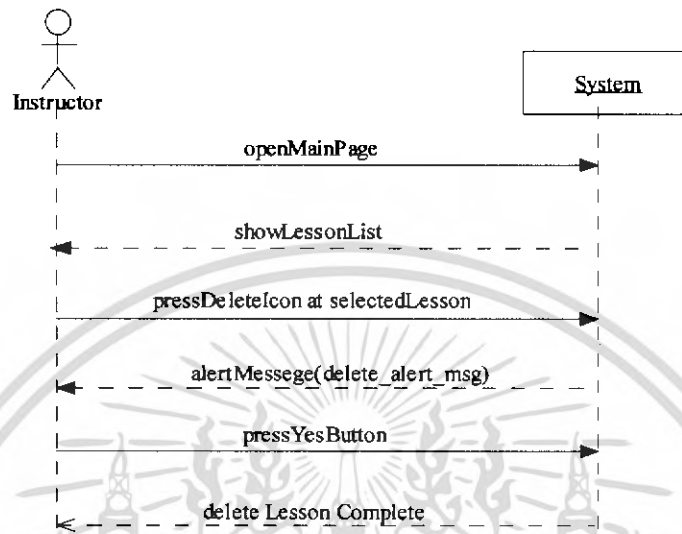 Instructor
System
openMainPage
showLessonList
pressDeleteIcon at selectedLesson
alertMessege(delete_alert_msg)
pressYesButton
delete Lesson Complete